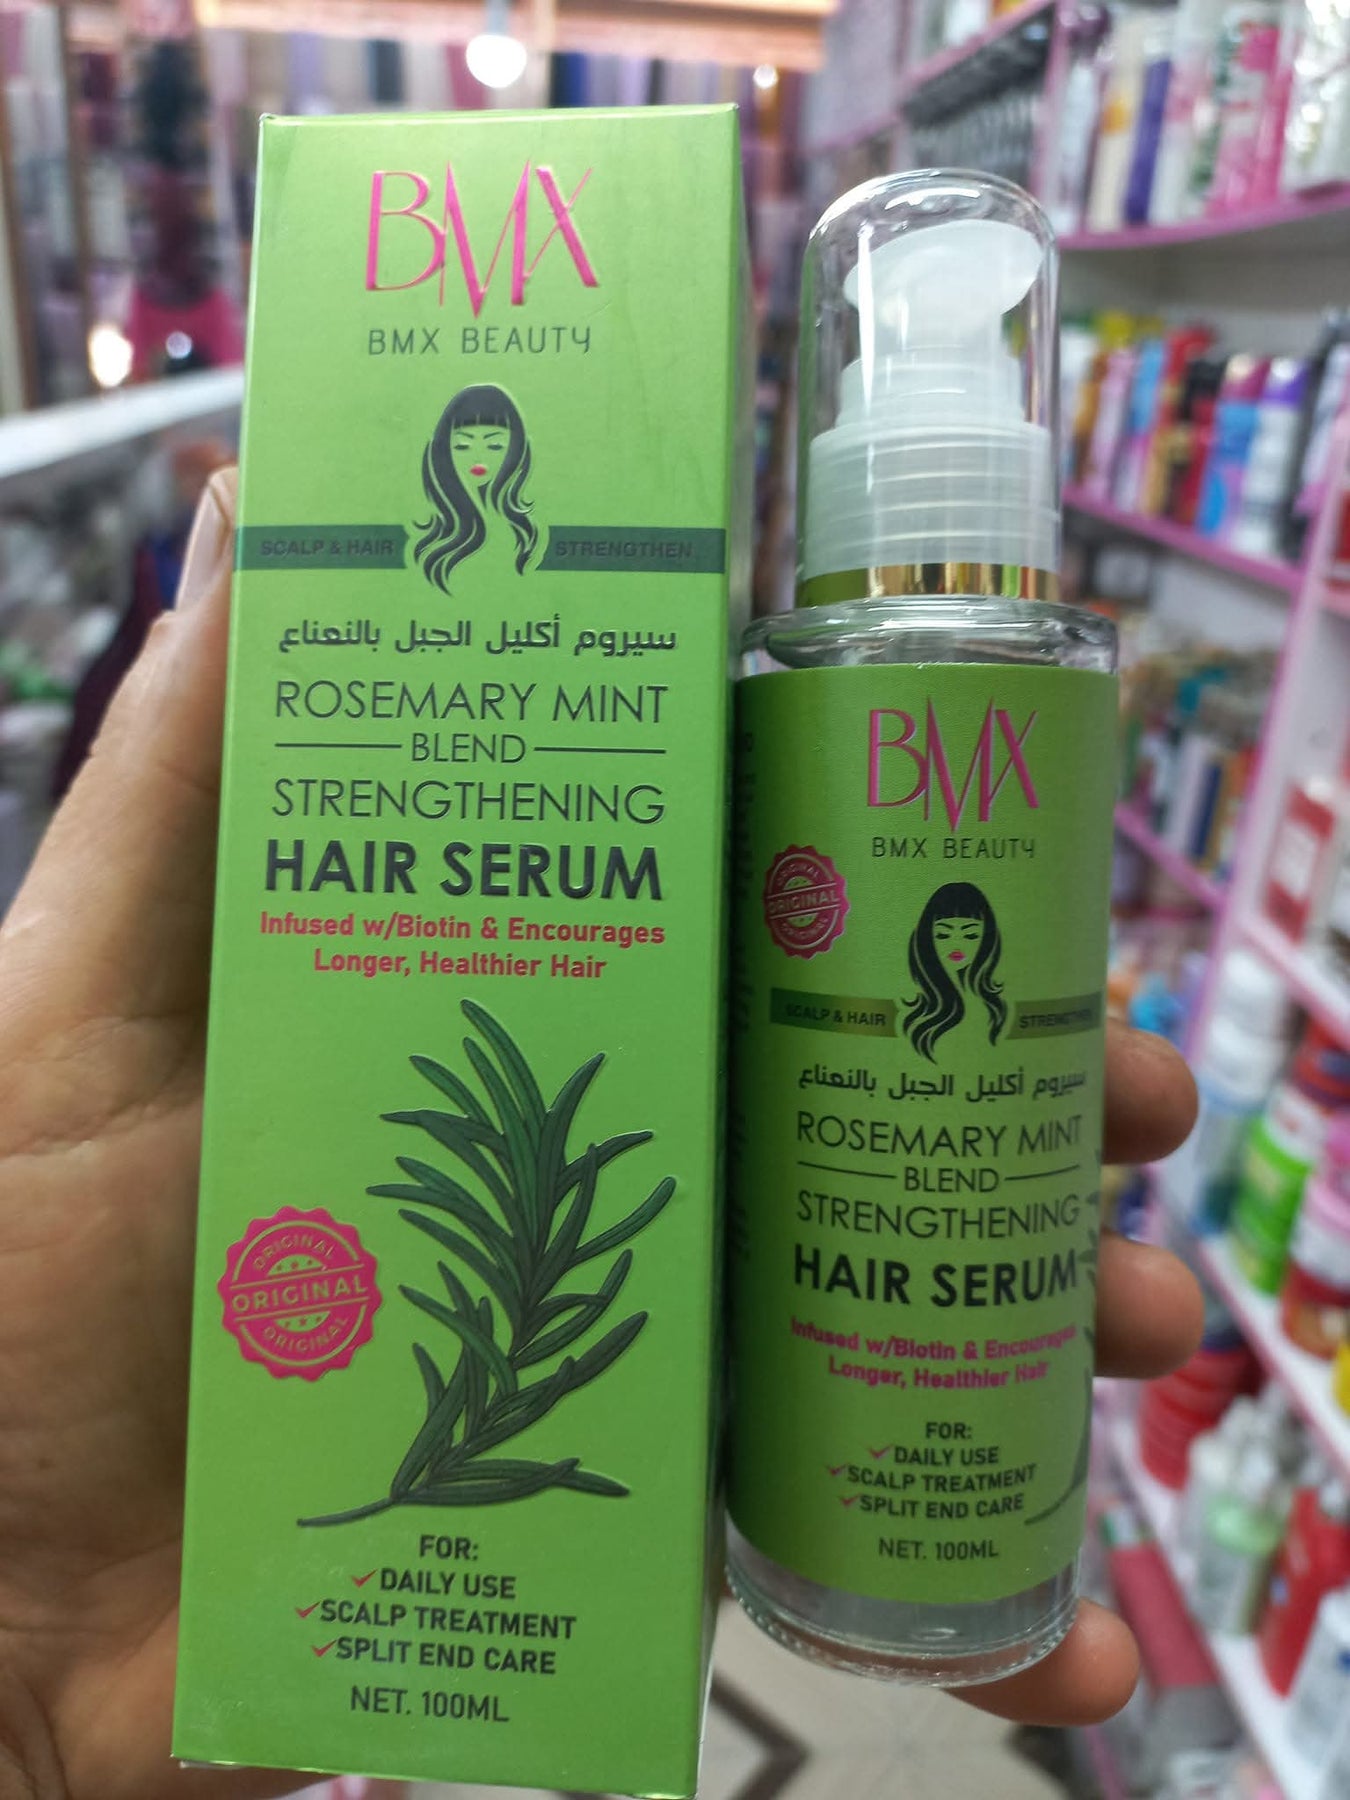 BMX
BMX BEAUTY
SCALP & HAIR STRENGTHEN
سيروم أكليل الجبل بالنعناع
ROSEMARY MINT
BLEND
STRENGTHENING
HAIR SERUM
Infused w/Biotin & Encourages
Longer, Healthier Hair
ORIGINAL
ORIGINAL
ORIGINAL
FOR:
DAILY USE
SCALP TREATMENT
SPLIT END CARE
NET. 100ML
BMX
BMX BEAUTY
ORIGINAL
ORIGINAL
ORIGINAL
SCALP & HAIR STRENGTHEN
سيروم أكليل الجبل بالنعناع
ROSEMARY MINT
BLEND
STRENGTHENING
HAIR SERUM
Infused w/Biotin & Encourages
Longer, Healthier Hair
FOR:
DAILY USE
SCALP TREATMENT
SPLIT END CARE
NET. 100ML